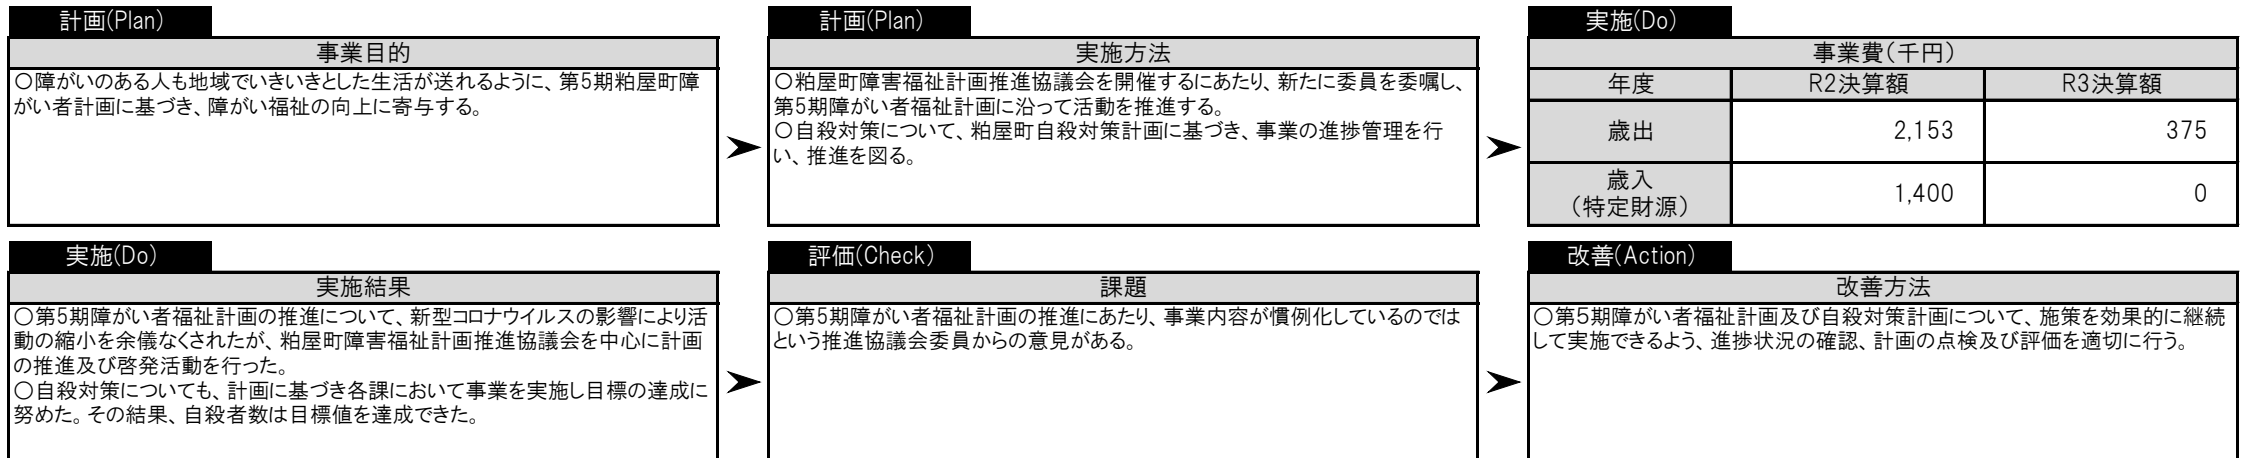 計画(Plan)
事業目的
○障がいのある人も地域でいきいきとした生活が送れるように、第5期粕屋町障
がい者計画に基づき、障がい福祉の向上に寄与する。
計画(Plan)
実施方法
○粕屋町障害福祉計画推進協議会を開催するにあたり、新たに委員を委嘱し、
第5期障がい者福祉計画に沿って活動を推進する。
○自殺対策について、粕屋町自殺対策計画に基づき、事業の進捗管理を行
い、推進を図る。
実施(Do)
事業費(千円)
年度 R2決算額 R3決算額
歳出 2,153 375
歳入
(特定財源) 1,400 0
実施(Do)
実施結果
○第5期障がい者福祉計画の推進について、新型コロナウイルスの影響により活
動の縮小を余儀なくされたが、粕屋町障害福祉計画推進協議会を中心に計画
の推進及び啓発活動を行った。
○自殺対策についても、計画に基づき各課において事業を実施し目標の達成に
努めた。その結果、自殺者数は目標値を達成できた。
評価(Check)
課題
○第5期障がい者福祉計画の推進にあたり、事業内容が慣例化しているのでは
という推進協議会委員からの意見がある。
改善(Action)
改善方法
○第5期障がい者福祉計画及び自殺対策計画について、施策を効果的に継続
して実施できるよう、進捗状況の確認、計画の点検及び評価を適切に行う。